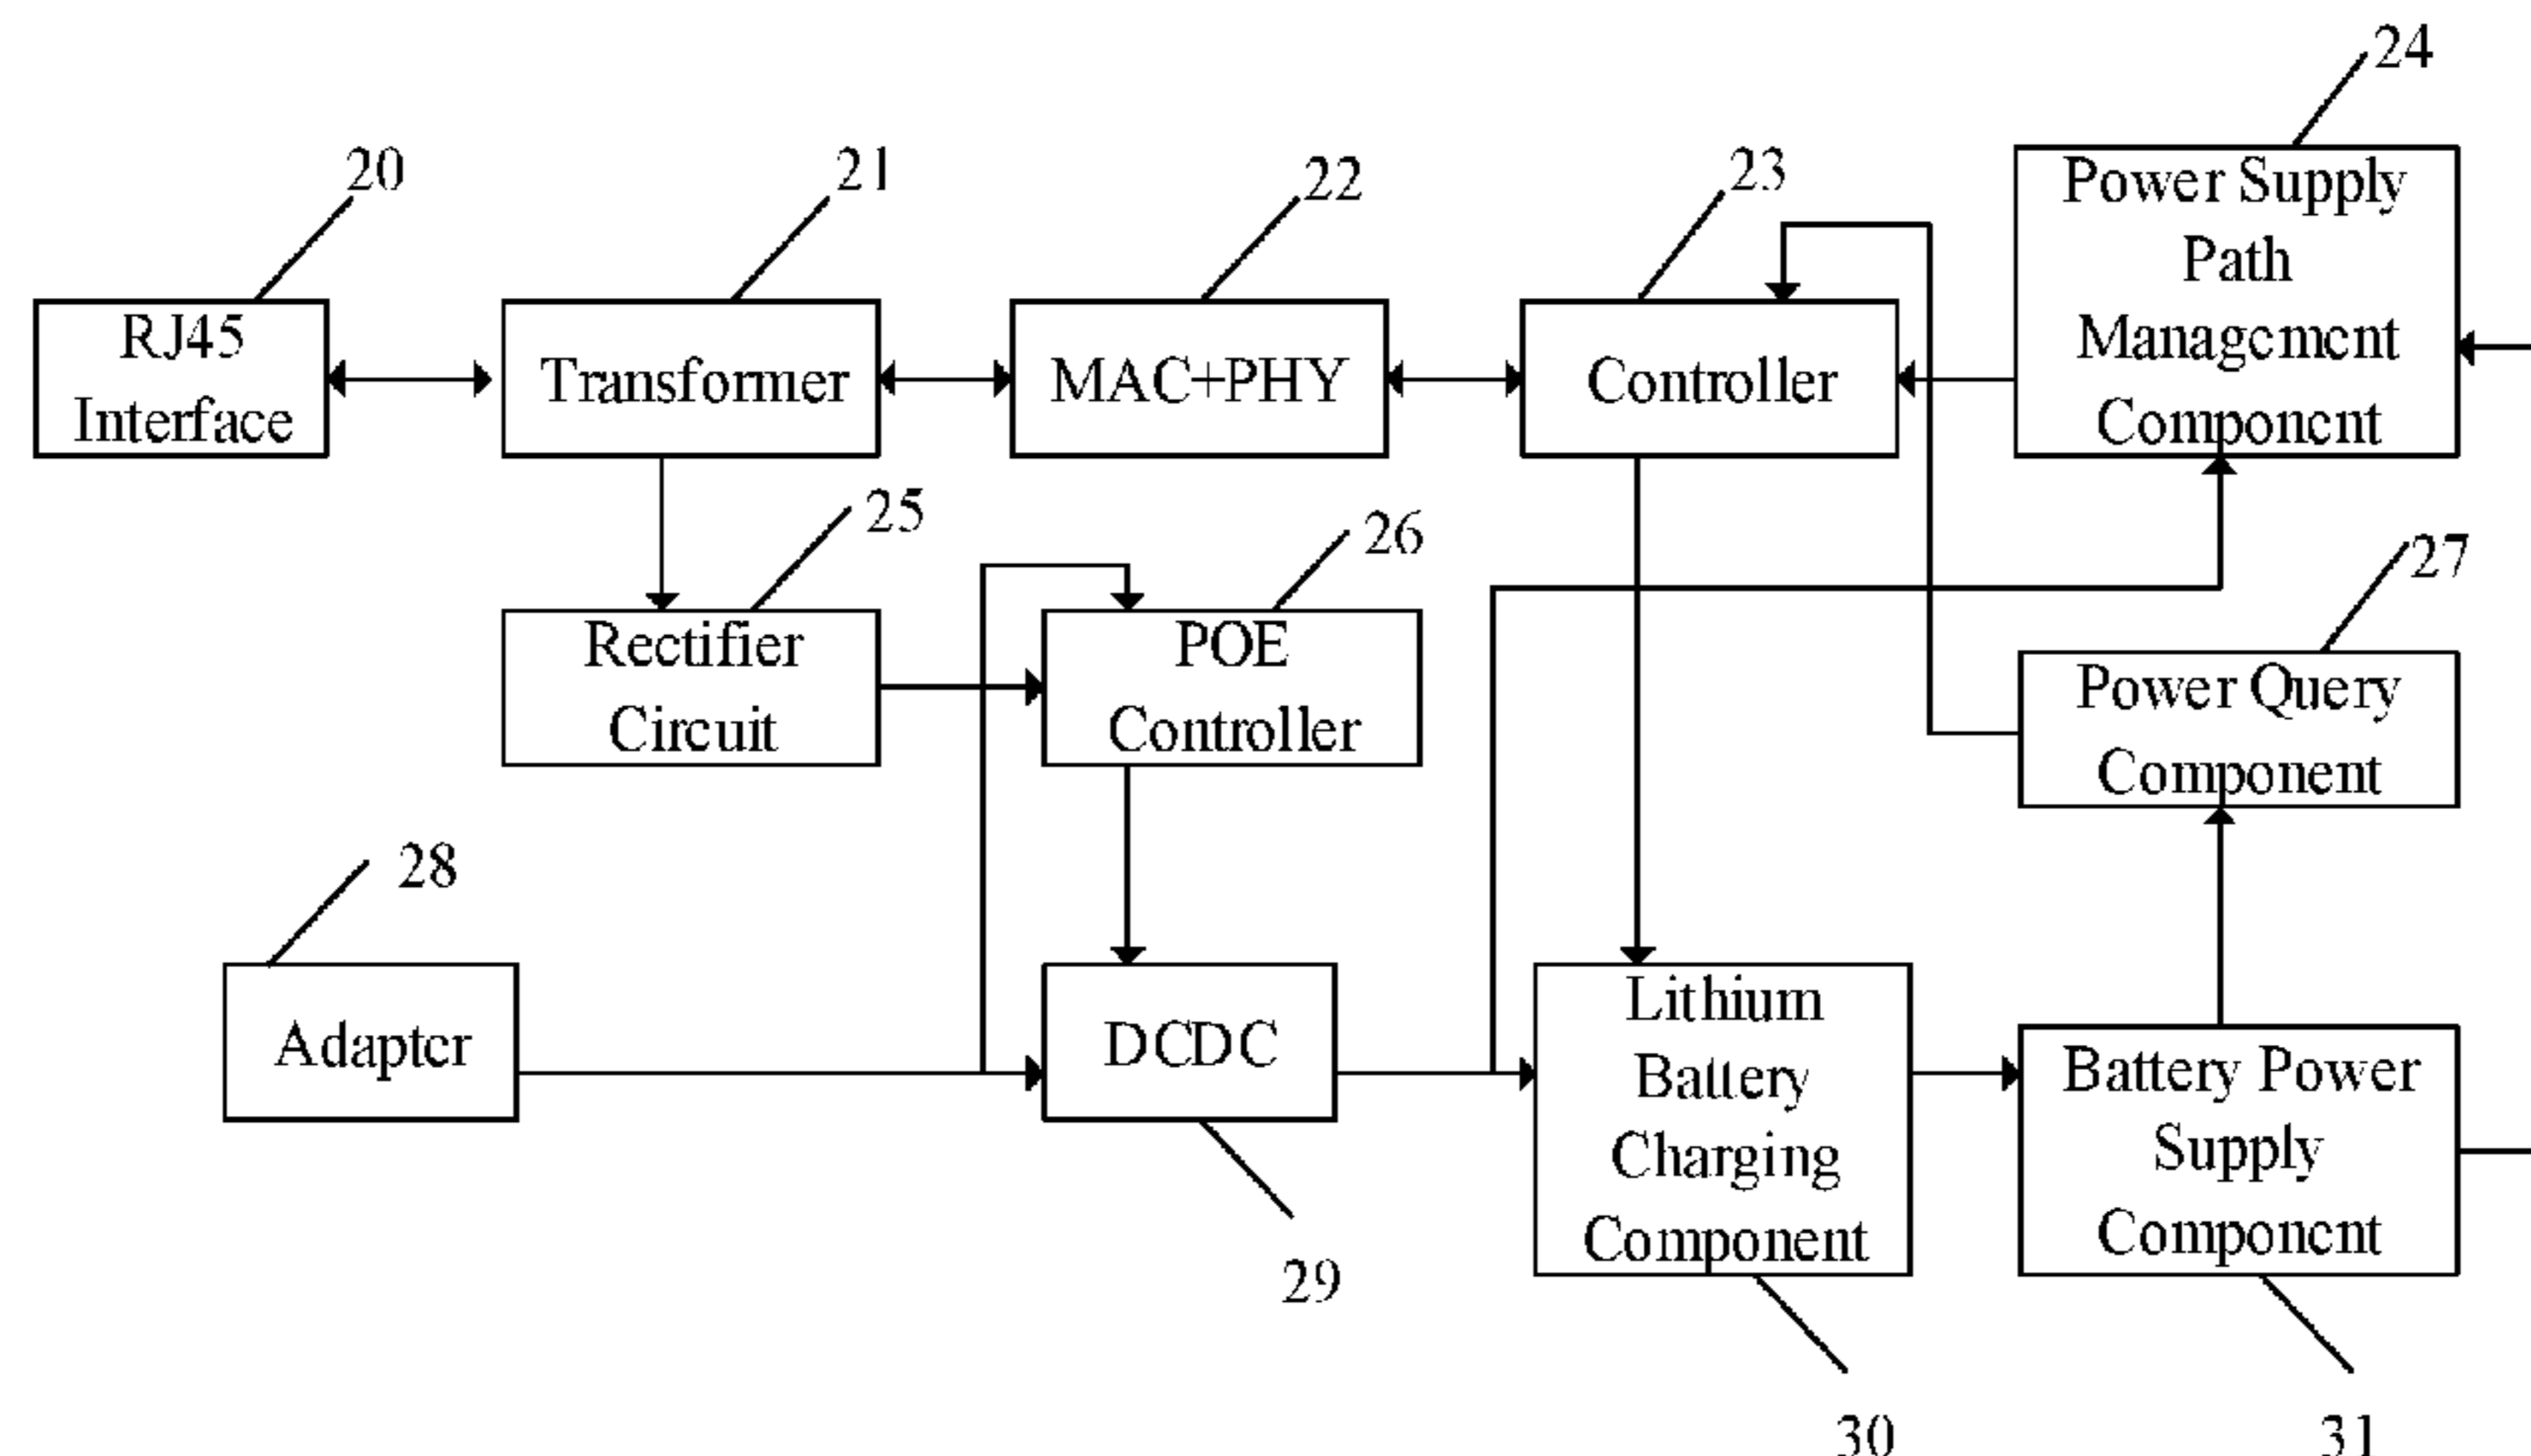 24
20
21
22
23
Power Supply
Path
Management
Component
RJ45
Interface
Transformer
MAC+PHY
Controller
25
26
27
Rectifier
Circuit
POE
Controller
Power Query
Component
28
Adapter
DCDC
Lithium
Battery
Charging
Component
Battery Power
Supply
Component
29
30
31